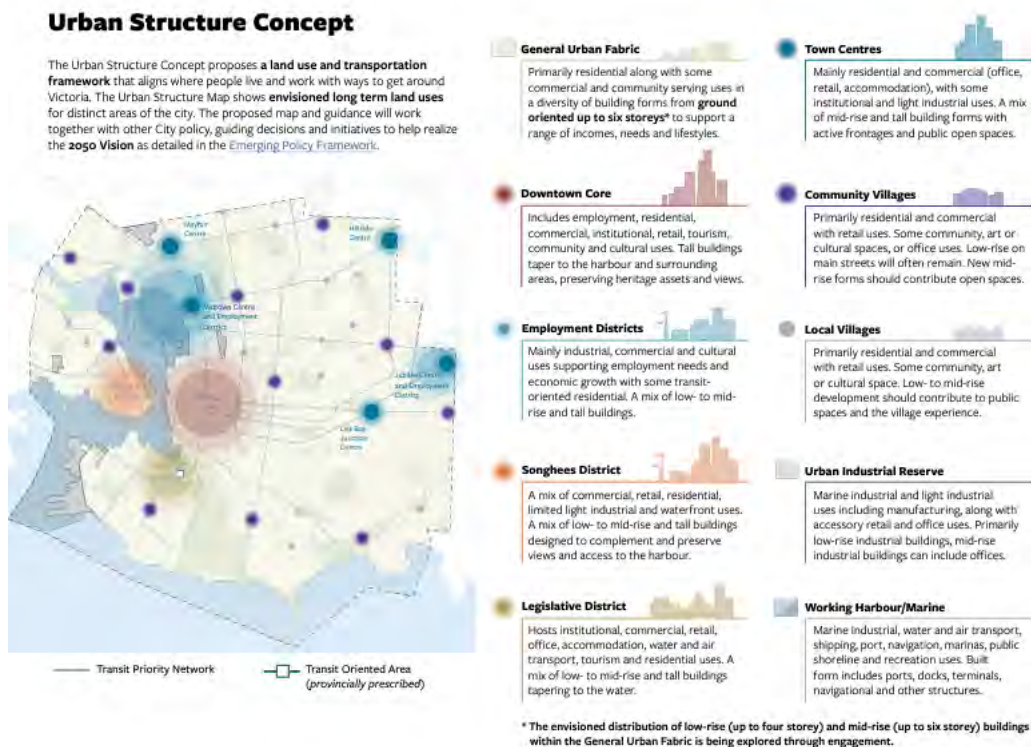 Urban Structure Concept
The Urban Structure Concept proposes a land use and transportation
framework that aligns where people live and work with ways to get around
Victoria. The Urban Structure Map shows envisioned long term land uses
for distinct areas of the city. The proposed map and guidance will work
together with other City policy, guiding decisions and initiatives to help realize
the 2050 Vision as detailed in the Emerging Policy Framework.
Mayfair
Centre
Hillside
Centre
Midtown Centre
and Employment
District
Jubilee Centre
and Employment
District
Oak Bay
Junction
Centre
Transit Priority Network
Transit Oriented Area
(provincially prescribed)
General Urban Fabric
Primarily residential along with some
commercial and community serving uses in
a diversity of building forms from ground
oriented up to six storeys* to support a
range of incomes, needs and lifestyles.
Downtown Core
Includes employment, residential,
commercial, institutional, retail, tourism,
community and cultural uses. Tall buildings
taper to the harbour and surrounding
areas, preserving heritage assets and views.
Employment Districts
Mainly industrial, commercial and cultural
uses supporting employment needs and
economic growth with some transit-
oriented residential. A mix of low- to mid-
rise and tall buildings.
Songhees District
A mix of commercial, retail, residential,
limited light industrial and waterfront uses.
A mix of low- to mid-rise and tall buildings
designed to complement and preserve
views and access to the harbour.
Legislative District
Hosts institutional, commercial, retail,
office, accommodation, water and air
transport, tourism and residential uses. A
mix of low- to mid-rise and tall buildings
tapering to the water.
Town Centres
Mainly residential and commercial (office,
retail, accommodation), with some
institutional and light industrial uses. A mix
of mid-rise and tall building forms with
active frontages and public open spaces.
Community Villages
Primarily residential and commercial
with retail uses. Some community, art or
cultural spaces, or office uses. Low-rise on
main streets will often remain. New mid-
rise forms should contribute open spaces.
Local Villages
Primarily residential and commercial
with retail uses. Some community, art
or cultural space. Low- to mid-rise
development should contribute to public
spaces and the village experience.
Urban Industrial Reserve
Marine industrial and light industrial
uses including manufacturing, along with
accessory retail and office uses. Primarily
low-rise industrial buildings, mid-rise
industrial buildings can include offices.
Working Harbour/Marine
Marine Industrial, water and air transport,
shipping, port, navigation, marinas, public
shoreline and recreation uses. Built
form includes ports, docks, terminals,
navigational and other structures.
* The envisioned distribution of low-rise (up to four storey) and mid-rise (up to six storey) buildings
within the General Urban Fabric is being explored through engagement.